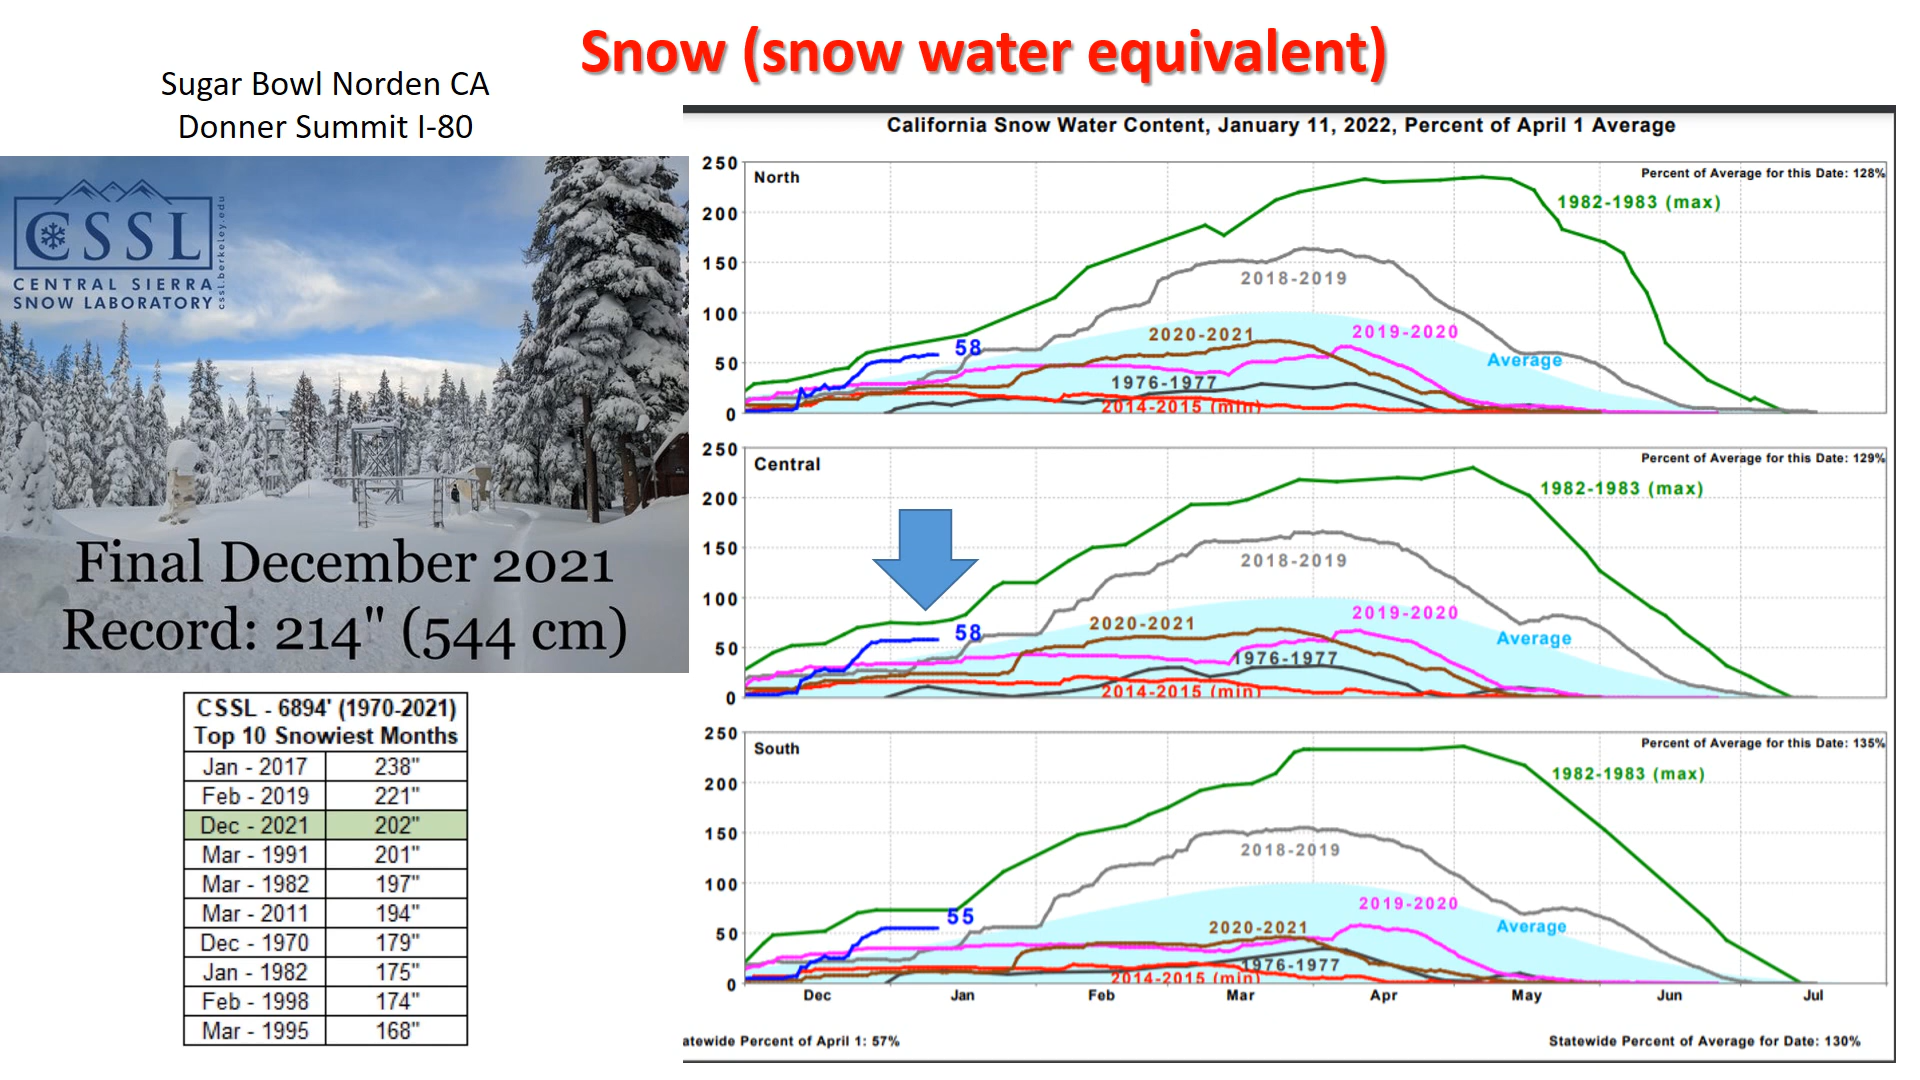 Snow (snow water equivalent)
Sugar Bowl Norden CA
Donner Summit I-80
CSSL
CENTRAL SIERRA
SNOW LABORATORY
cssl.berkeley.edu
Final December 2021
Record: 214" (544 cm)
CSSL - 6894' (1970-2021)
Top 10 Snowiest Months
Jan - 2017 238"
Feb - 2019 221"
Dec - 2021 202"
Mar - 1991 201"
Mar - 1982 197"
Mar - 2011 194"
Dec - 1970 179"
Jan - 1982 175"
Feb - 1998 174"
Mar - 1995 168"
California Snow Water Content, January 11, 2022, Percent of April 1 Average
250
200
150
100
50
0
North
Percent of Average for this Date: 128%
1982-1983 (max)
2018-2019
2020-2021
2019-2020
58
Average
1976-1977
2014-2015 (min)
250
200
150
100
50
0
Central
Percent of Average for this Date: 129%
1982-1983 (max)
2018-2019
2019-2020
2020-2021
58
Average
1976-1977
2014-2015 (min)
250
200
150
100
50
0
South
Percent of Average for this Date: 135%
1982-1983 (max)
2018-2019
2019-2020
55
2020-2021
Average
1976-1977
2014-2015 (min)
Dec Jan Feb Mar Apr May Jun Jul
atewide Percent of April 1: 57%
Statewide Percent of Average for Date: 130%